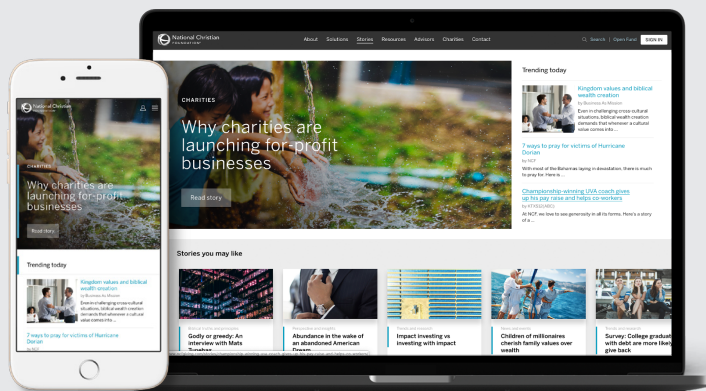 National Christian
FOUNDATION
About Solutions Stories Resources Advisors Charities Contact
Search | Open Fund SIGN IN
CHARITIES
Why charities are
launching for-profit
businesses
Read story
Trending today
Kingdom values and biblical
wealth creation
by Business As Mission
Even in challenging cross-cultural
situations, biblical wealth creation
demands that whenever a cultural
value comes into ...
7 ways to pray for victims of Hurricane
Dorian
by NCF
With most of the Bahamas laying in devastation, there is much
to pray for. Here is ...
Championship-winning UVA coach gives
up his pay raise and helps co-workers
At NCF, we love to see generosity in all its forms. Here's a story
of a ...
Stories you may like
Godly or greedy: An
interview with Mats
Tunehag
Abundance in the wake of
an abandoned American
Dream
Trends and research
Impact investing vs
investing with impact
Children of millionaires
cherish family values over
wealth
Trends and research
Survey: College graduat
with debt are more likely
give back
National Christian
FOUNDATION
CHARITIES
Why charities are
launching for-profit
businesses
Read story
Trending today
Kingdom values and biblical
wealth creation
by Business As Mission
Even in challenging cross-cultural
situations, biblical wealth creation
demands that whenever a cultural
value comes into ...
7 ways to pray for victims of Hurricane
Dorian
by NCF